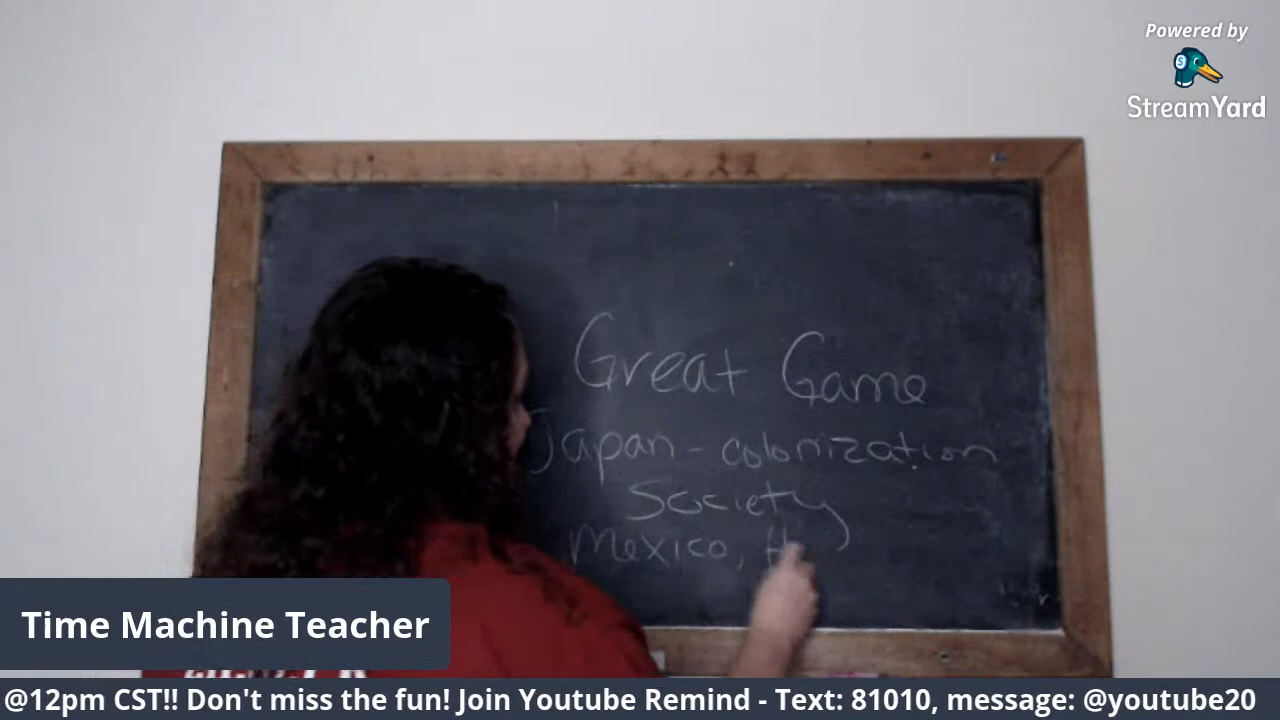 Powered by
StreamYard
Great Game
Japan - colonization
Society
Mexico,
Time Machine Teacher
@12pm CST!! Don't miss the fun! Join Youtube Remind - Text: 81010, message: @youtube20